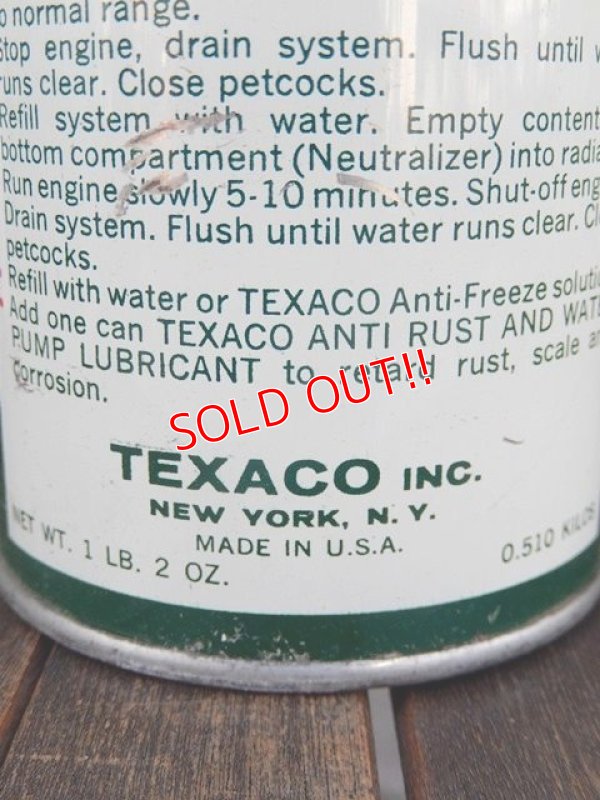 o normal range.
Stop engine, drain system. Flush until w
runs clear. Close petcocks.
Refill system with water. Empty content
bottom compartment (Neutralizer) into radia
Run engine slowly 5-10 minutes. Shut-off eng
Drain system. Flush until water runs clear. Cl
petcocks.
Refill with water or TEXACO Anti-Freeze soluti
Add one can TEXACO ANTI RUST AND WATE
PUMP LUBRICANT to retard rust, scale an
corrosion.
SOLD OUT!!
TEXACO INC.
NEW YORK, N. Y.
MADE IN U.S.A.
NET WT. 1 LB. 2 OZ. 0.510 KILOS